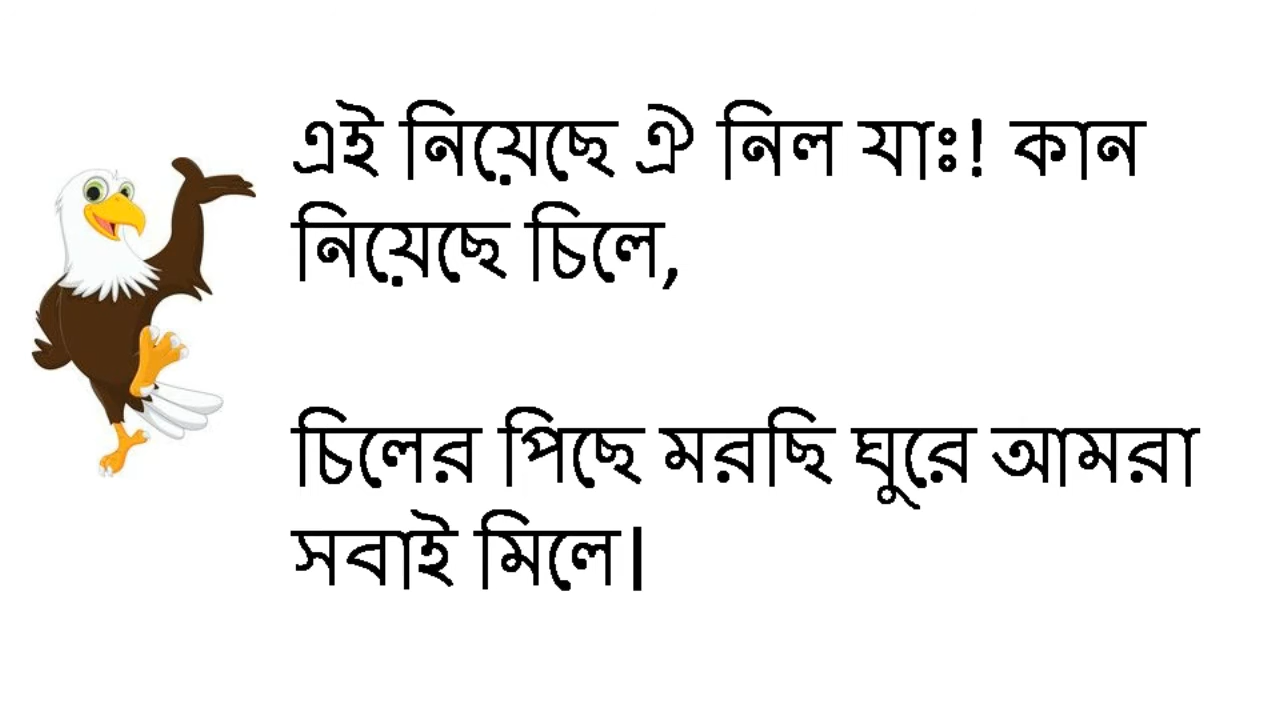 এই নিয়েছে ঐ নিল যাঃ! কান
নিয়েছে চিলে,
চিলের পিছে মরছি ঘুরে আমরা
সবাই মিলে।